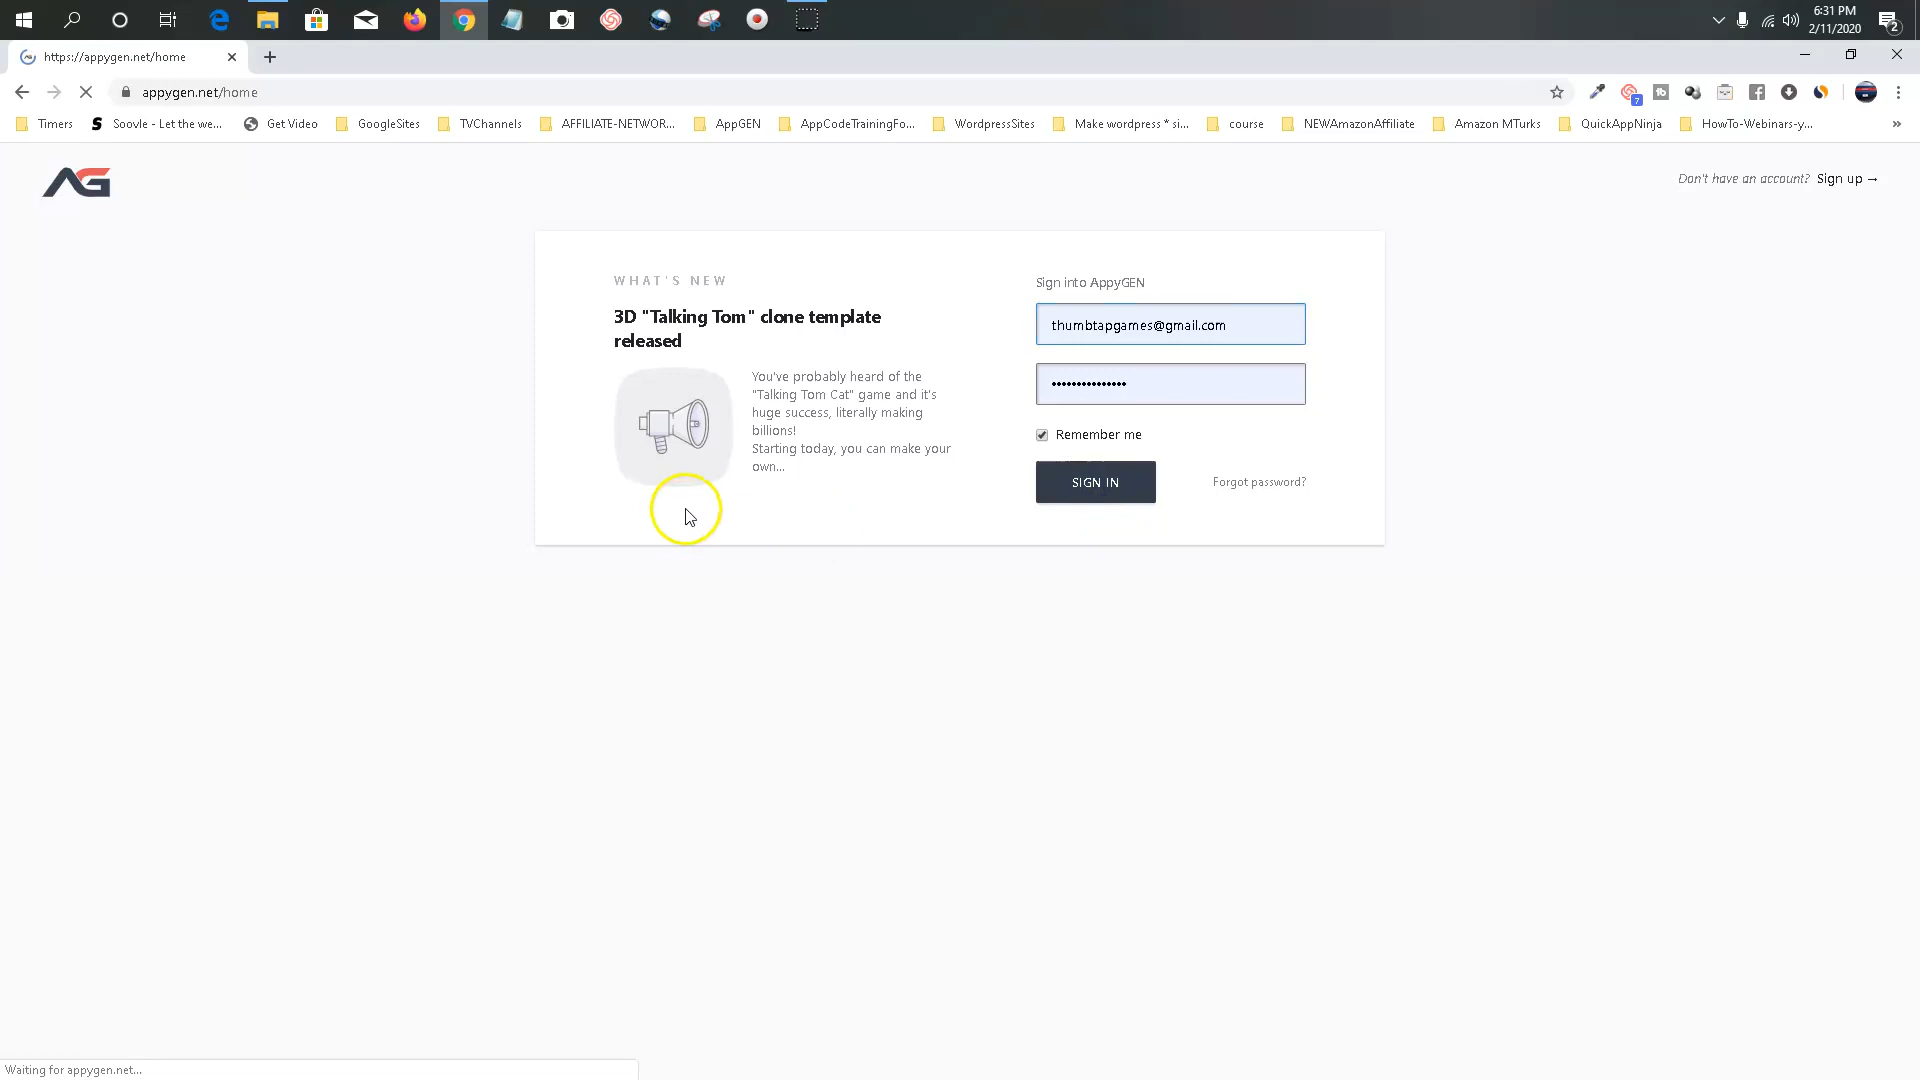 6:31 PM
2/11/2020
2
https://appygen.net/home
appygen.net/home
7
Timers
S Soovle - Let the we...
Get Video
GoogleSites
TVChannels
AFFILIATE-NETWOR...
AppGEN
AppCodeTrainingFo...
WordpressSites
Make wordpress * si...
course
NEWAmazonAffiliate
Amazon MTurks
QuickAppNinja
HowTo-Webinars-y...
»
AG
Don't have an account? Sign up →
WHAT'S NEW
3D "Talking Tom" clone template
released
You've probably heard of the
"Talking Tom Cat" game and it's
huge success, literally making
billions!
Starting today, you can make your
own...
Sign into AppyGEN
thumbtapgames@gmail.com
•••••••••••••••
Remember me
SIGN IN
Forgot password?
Waiting for appygen.net...